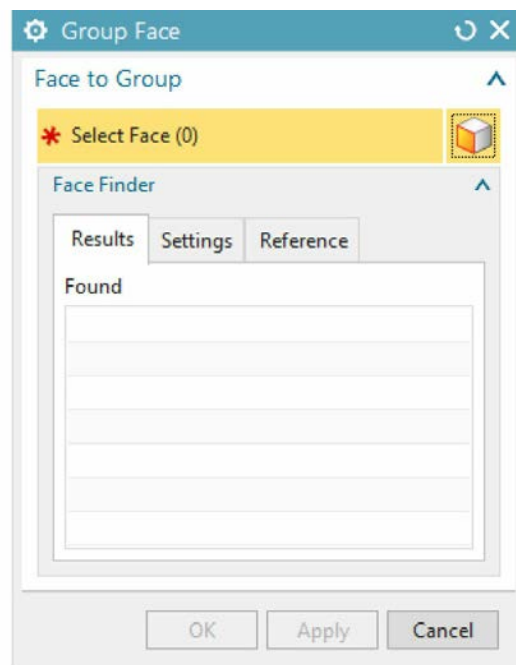 Group Face
Face to Group
* Select Face (0)
Face Finder
Results Settings Reference
Found
OK Apply Cancel